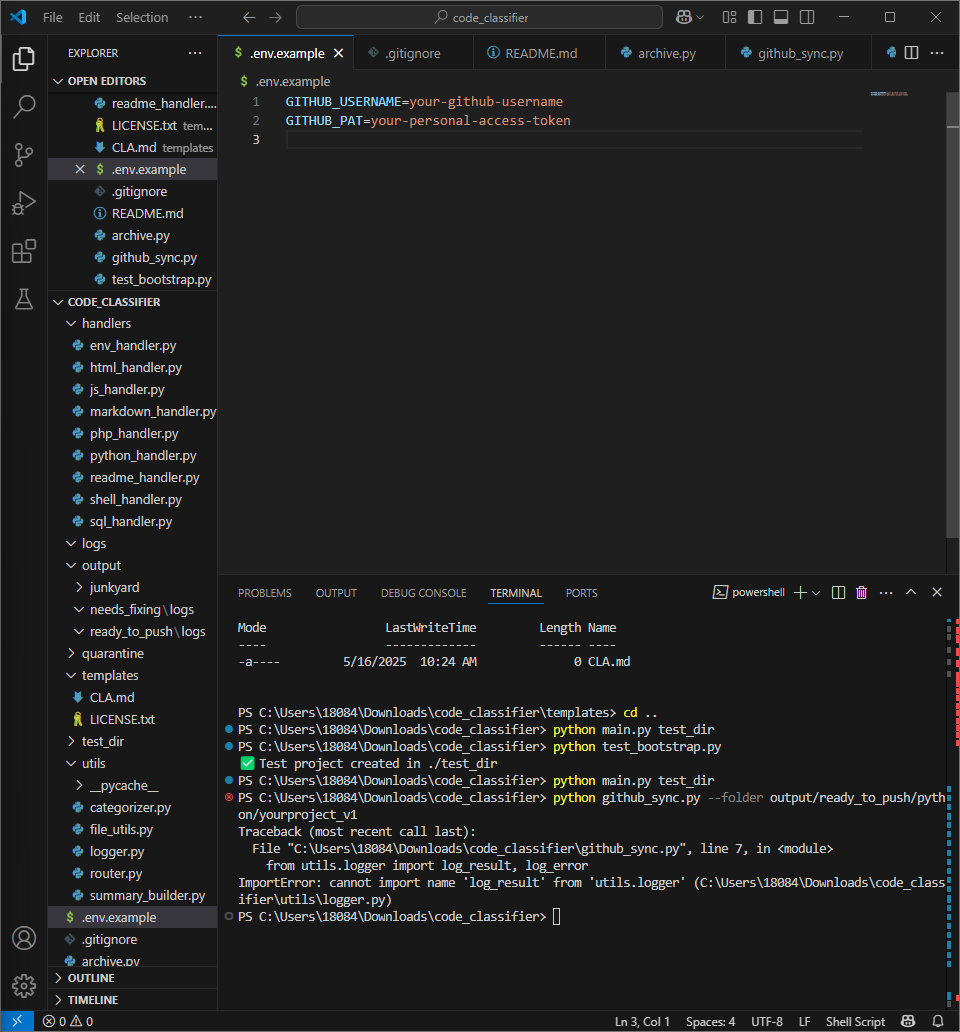 File Edit Selection ··· code_classifier
EXPLORER ···
OPEN EDITORS
readme_handler....
LICENSE.txt tem...
CLA.md templates
.env.example
.gitignore
README.md
archive.py
github_sync.py
test_bootstrap.py
CODE_CLASSIFIER
handlers
env_handler.py
html_handler.py
js_handler.py
markdown_handler.py
php_handler.py
python_handler.py
readme_handler.py
shell_handler.py
sql_handler.py
logs
output
junkyard
needs_fixing\logs
ready_to_push\logs
quarantine
templates
CLA.md
LICENSE.txt
test_dir
utils
__pycache__
categorizer.py
file_utils.py
logger.py
router.py
summary_builder.py
$ .env.example
.gitignore
archive.py
OUTLINE
TIMELINE
$ .env.example .gitignore README.md archive.py github_sync.py ···
$ .env.example
1 GITHUB_USERNAME=your-github-username
2 GITHUB_PAT=your-personal-access-token
3
PROBLEMS OUTPUT DEBUG CONSOLE TERMINAL PORTS powershell ···
Mode LastWriteTime Length Name
---- ------------- ------ ----
-a---- 5/16/2025 10:24 AM 0 CLA.md
PS C:\Users\18084\Downloads\code_classifier\templates> cd ..
PS C:\Users\18084\Downloads\code_classifier> python main.py test_dir
PS C:\Users\18084\Downloads\code_classifier> python test_bootstrap.py
✅ Test project created in ./test_dir
PS C:\Users\18084\Downloads\code_classifier> python main.py test_dir
PS C:\Users\18084\Downloads\code_classifier> python github_sync.py --folder output/ready_to_push/pyth
on/yourproject_v1
Traceback (most recent call last):
File "C:\Users\18084\Downloads\code_classifier\github_sync.py", line 7, in <module>
from utils.logger import log_result, log_error
ImportError: cannot import name 'log_result' from 'utils.logger' (C:\Users\18084\Downloads\code_class
ifier\utils\logger.py)
PS C:\Users\18084\Downloads\code_classifier>
0 0 Ln 3, Col 1 Spaces: 4 UTF-8 LF Shell Script